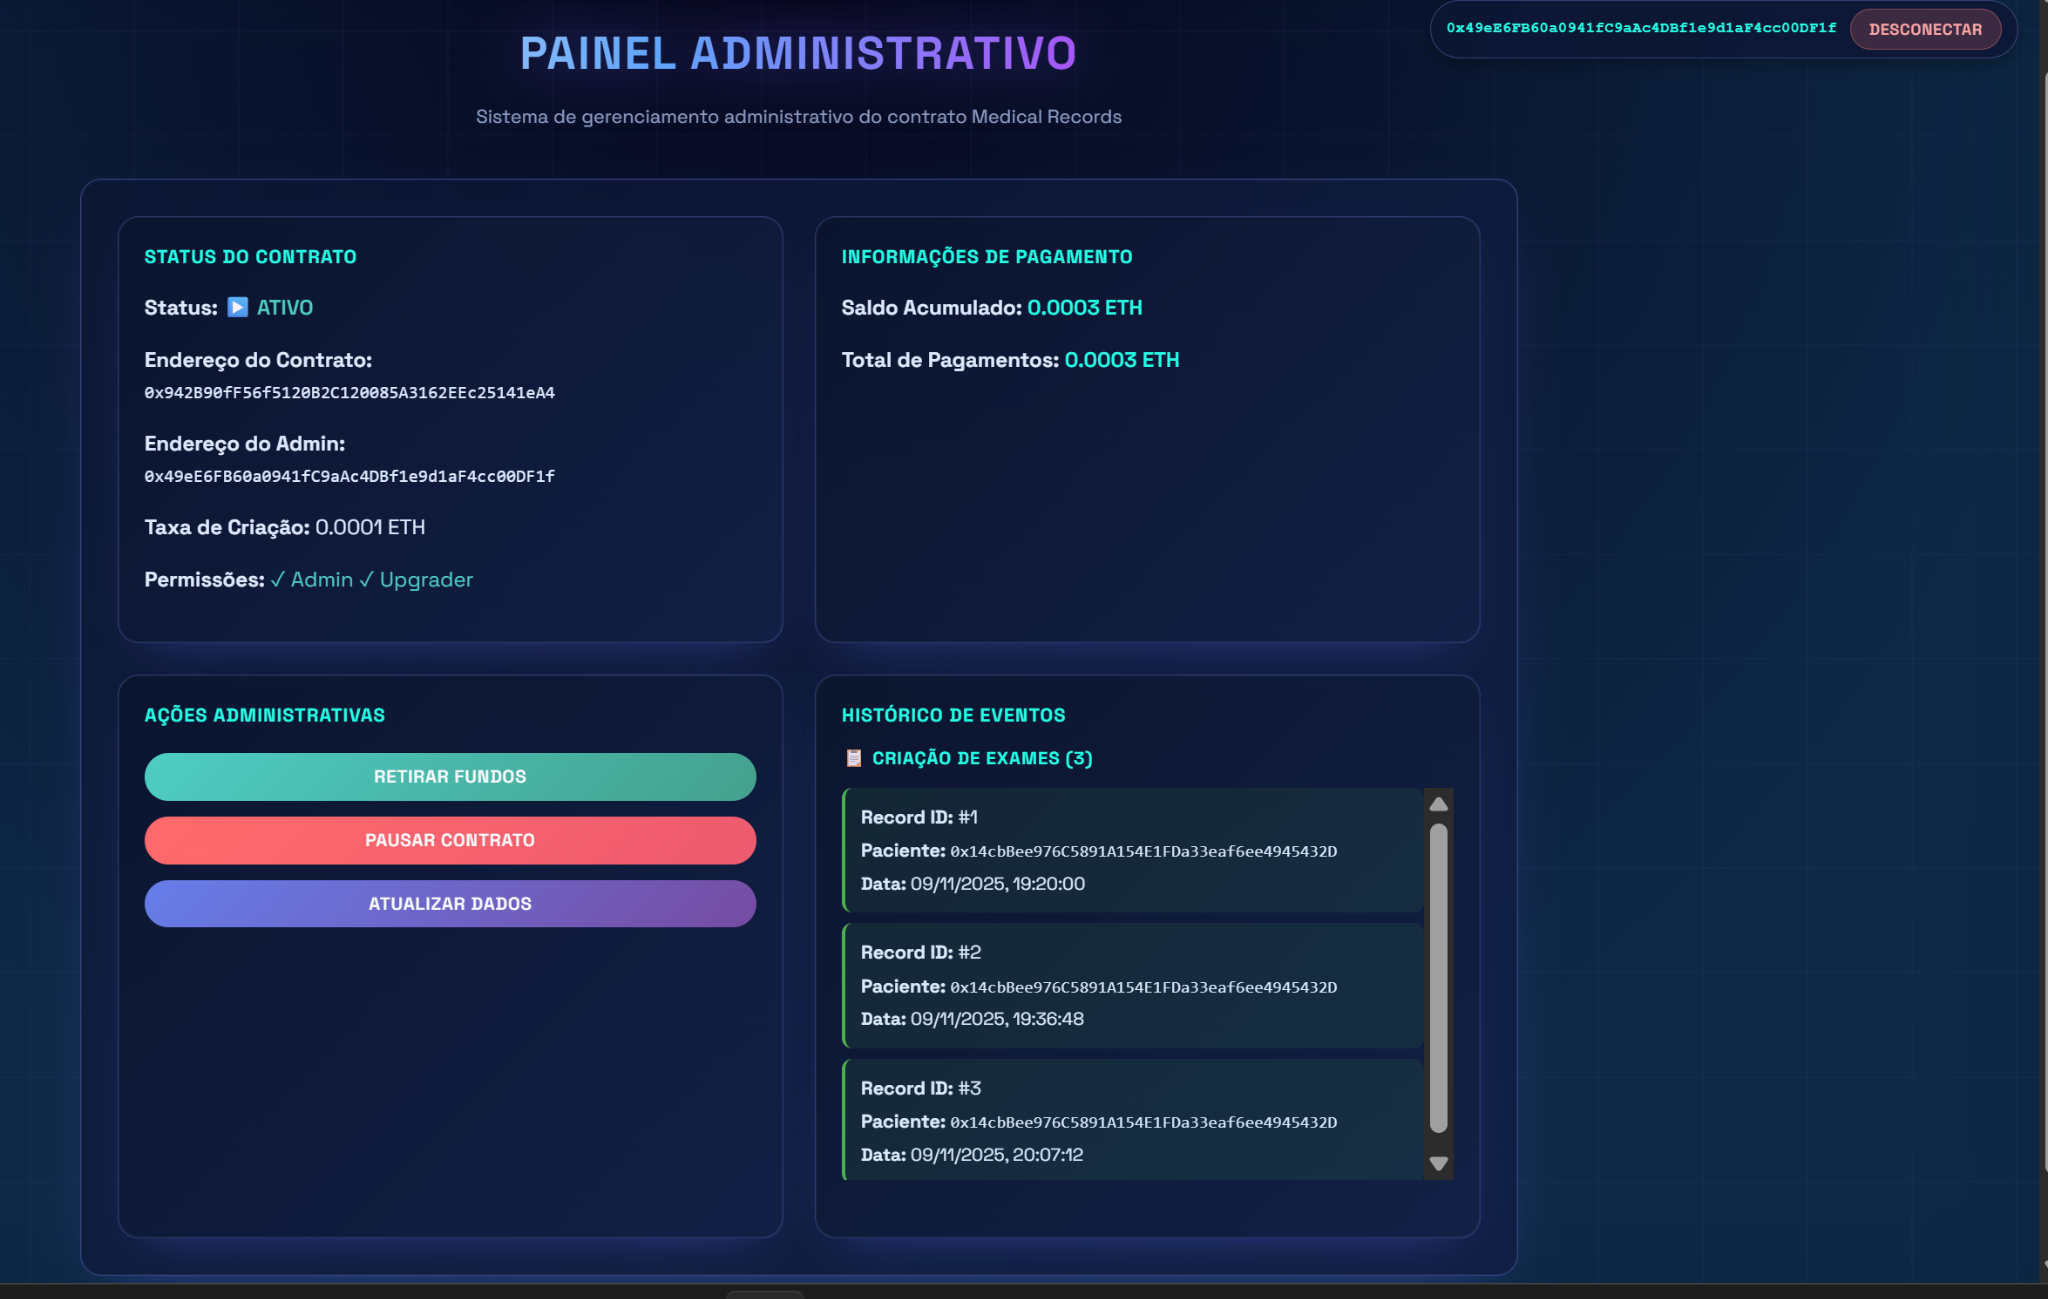 PAINEL ADMINISTRATIVO
0x49eE6FB60a0941fC9aAc4DBf1e9d1aF4cc00DF1f DESCONECTAR
Sistema de gerenciamento administrativo do contrato Medical Records
STATUS DO CONTRATO
Status: ▶️ ATIVO
Endereço do Contrato:
0x942B90fF56f5120B2C120085A3162EEc25141eA4
Endereço do Admin:
0x49eE6FB60a0941fC9aAc4DBf1e9d1aF4cc00DF1f
Taxa de Criação: 0.0001 ETH
Permissões: ✓ Admin ✓ Upgrader
INFORMAÇÕES DE PAGAMENTO
Saldo Acumulado: 0.0003 ETH
Total de Pagamentos: 0.0003 ETH
AÇÕES ADMINISTRATIVAS
RETIRAR FUNDOS
PAUSAR CONTRATO
ATUALIZAR DADOS
HISTÓRICO DE EVENTOS
📋 CRIAÇÃO DE EXAMES (3)
Record ID: #1
Paciente: 0x14cbBee976C5891A154E1FDa33eaf6ee4945432D
Data: 09/11/2025, 19:20:00
Record ID: #2
Paciente: 0x14cbBee976C5891A154E1FDa33eaf6ee4945432D
Data: 09/11/2025, 19:36:48
Record ID: #3
Paciente: 0x14cbBee976C5891A154E1FDa33eaf6ee4945432D
Data: 09/11/2025, 20:07:12